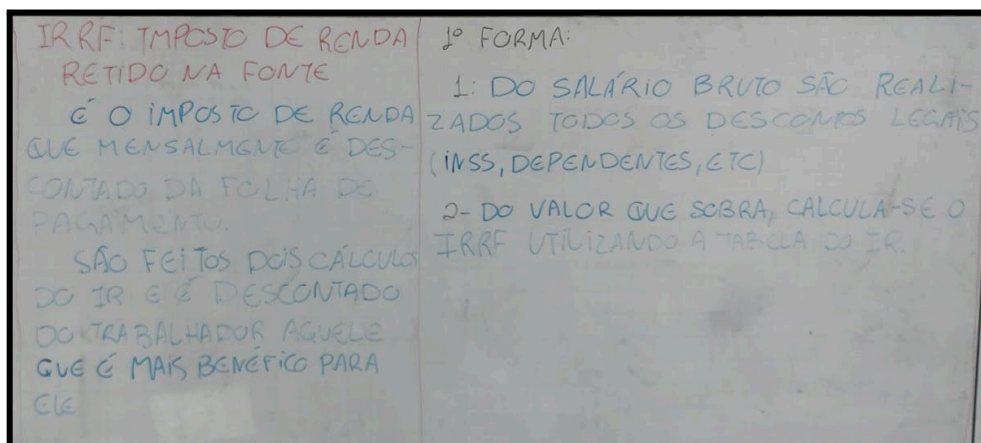 IRRF: IMPOSTO DE RENDA
RETIDO NA FONTE
É O IMPOSTO DE RENDA
QUE MENSALMENTE É DES-
CONTADO DA FOLHA DE
PAGAMENTO.
SÃO FEITOS DOIS CÁLCULOS
DO IR E É DESCONTADO
DO TRABALHADOR AQUELE
QUE É MAIS BENÉFICO PARA
ELE
1º FORMA:
1: DO SALÁRIO BRUTO SÃO REALI-
ZADOS TODOS OS DESCONTOS LEGAIS
(INSS, DEPENDENTES, ETC)
2- DO VALOR QUE SOBRA, CALCULA-SE O
IRRF UTILIZANDO A TABELA DO IR.